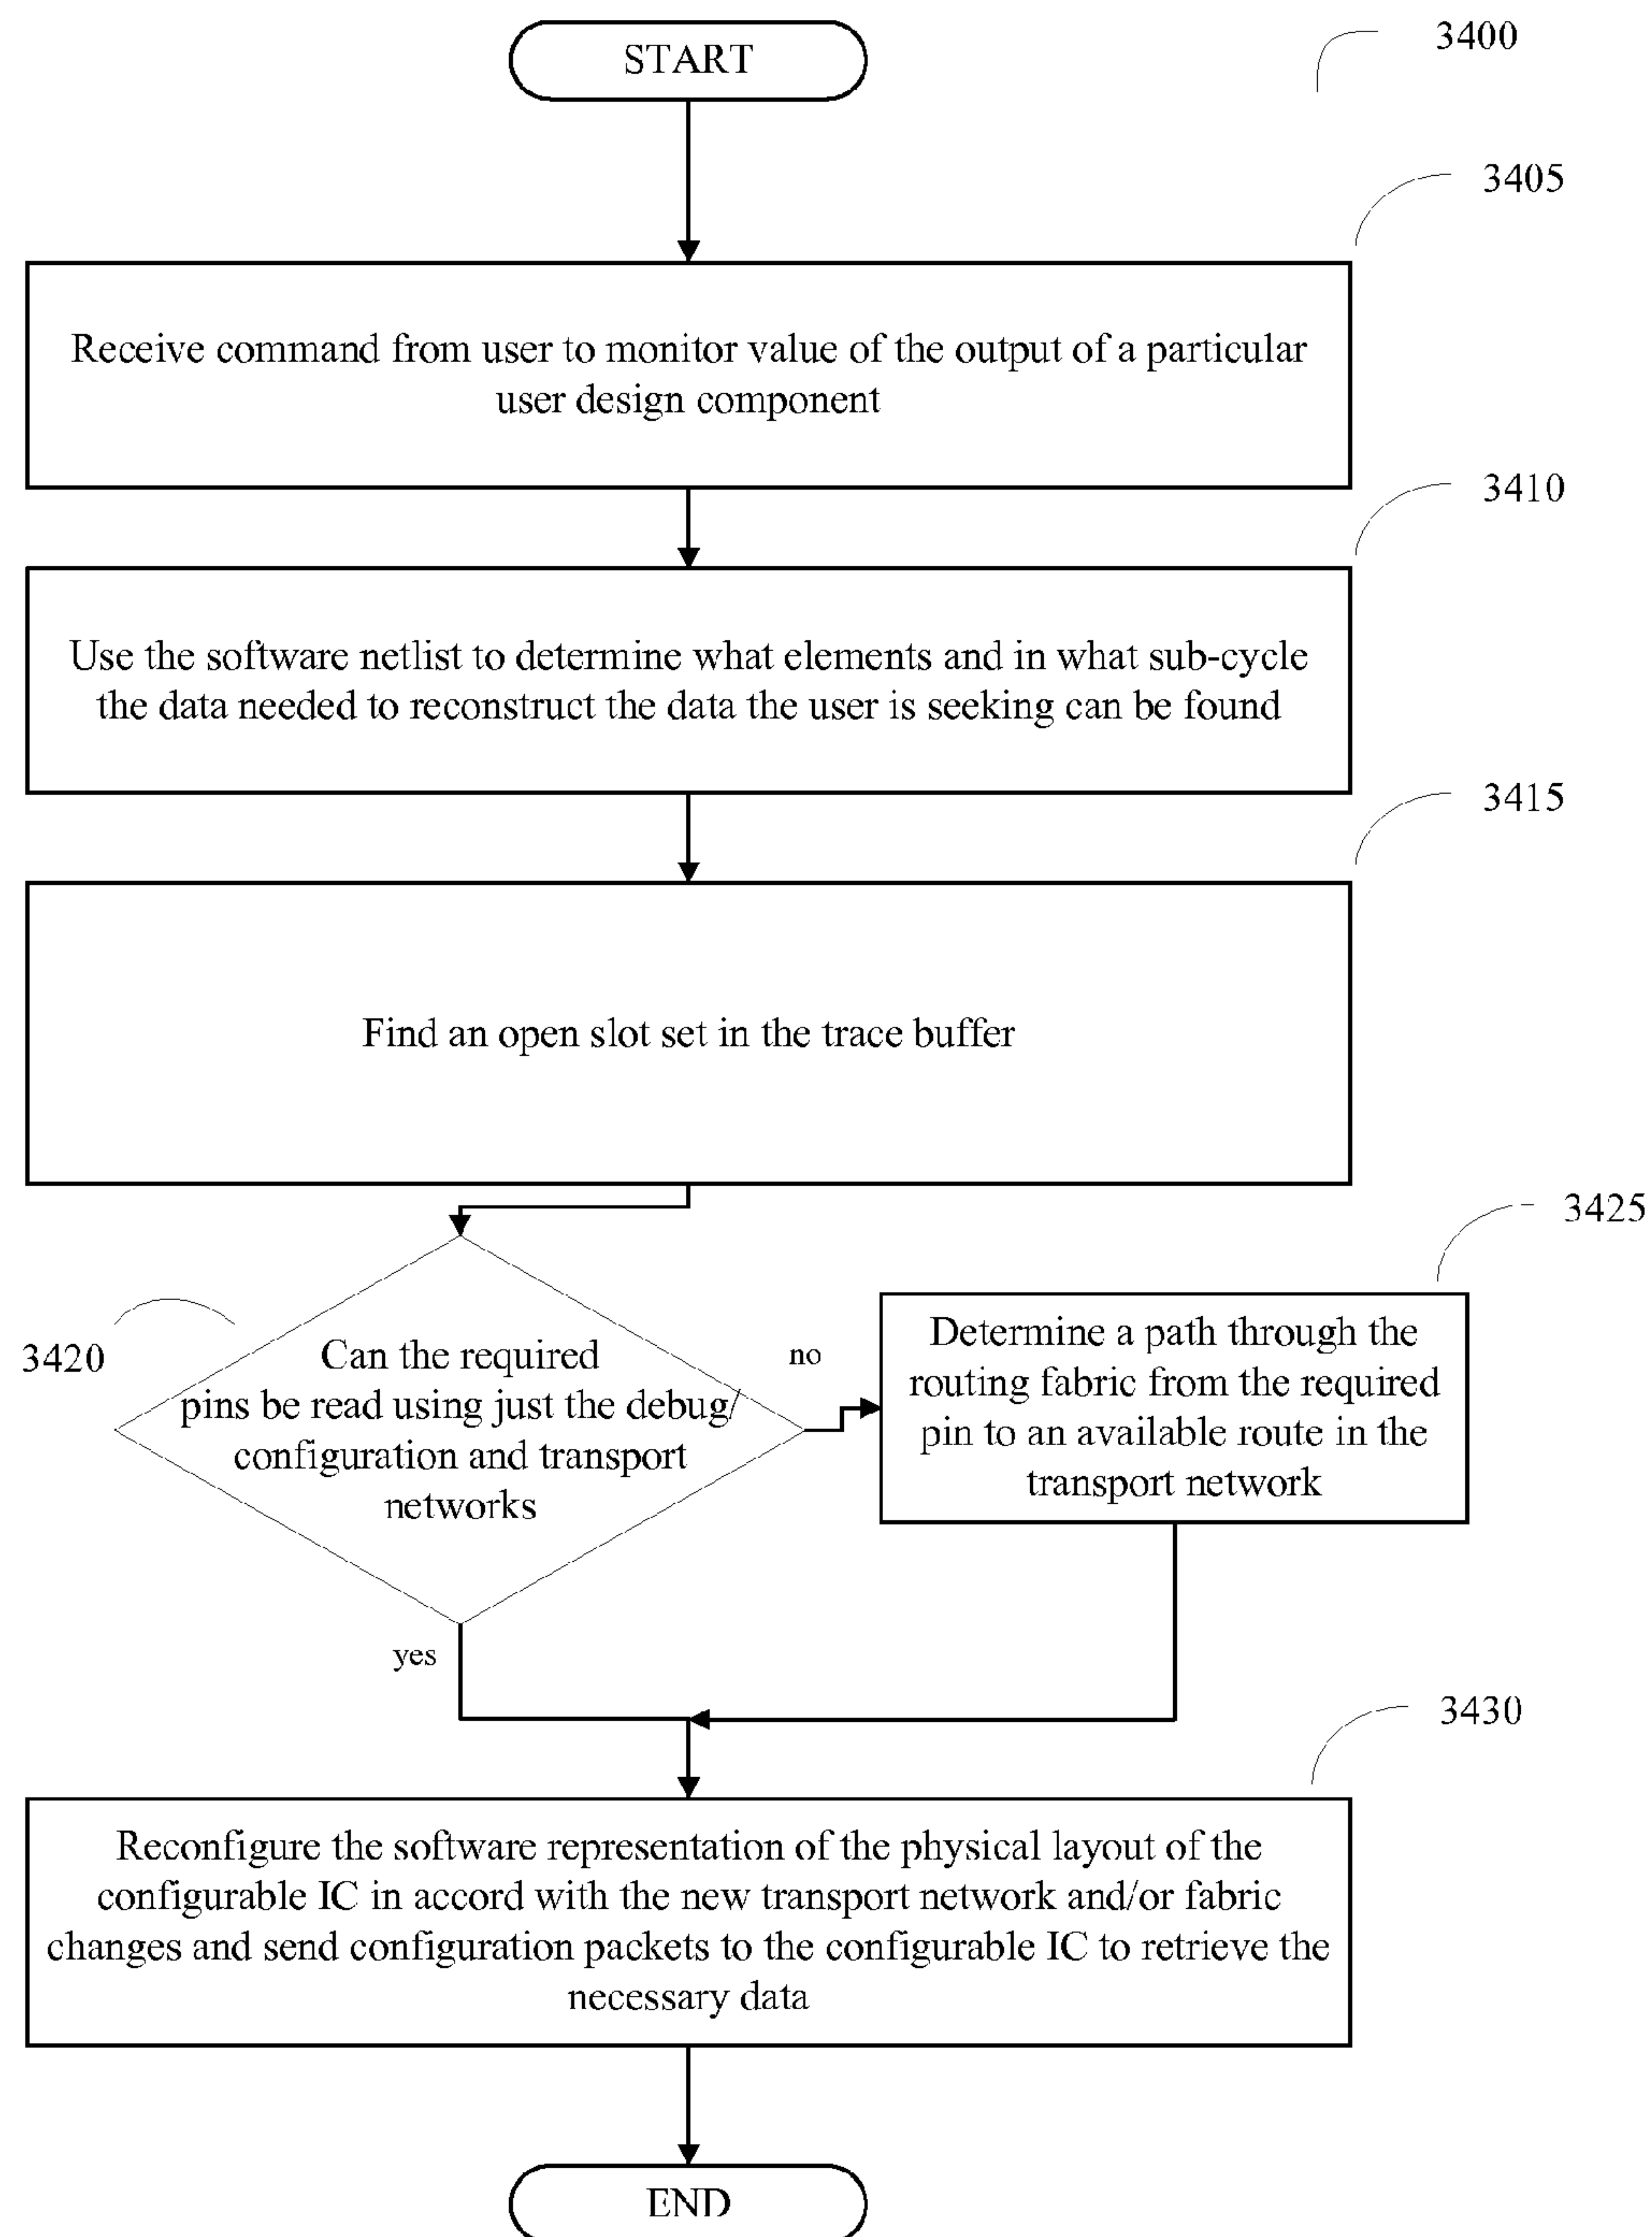 START
3400
3405
Receive command from user to monitor value of the output of a particular
user design component
3410
Use the software netlist to determine what elements and in what sub-cycle
the data needed to reconstruct the data the user is seeking can be found
3415
Find an open slot set in the trace buffer
3425
3420
Can the required
pins be read using just the debug/
configuration and transport
networks
no
Determine a path through the
routing fabric from the required
pin to an available route in the
transport network
yes
3430
Reconfigure the software representation of the physical layout of the
configurable IC in accord with the new transport network and/or fabric
changes and send configuration packets to the configurable IC to retrieve the
necessary data
END